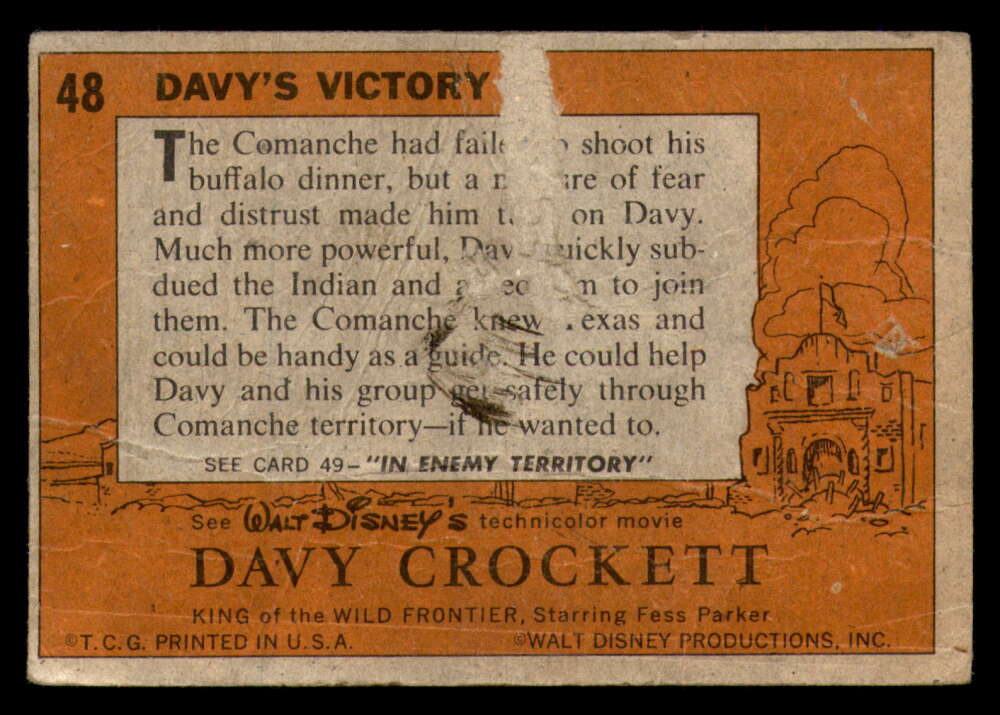 48 DAVY'S VICTORY
The Comanche had shoot his
buffalo dinner, but a of fear
and distrust made him on Davy.
Much more powerful, quickly sub-
dued the Indian and to join
them. The Comanche knew Texas and
could be handy as a guide. He could help
Davy and his group get safely through
Comanche territory—if he wanted to.
SEE CARD 49—"IN ENEMY TERRITORY"
See WALT DISNEY'S technicolor movie
DAVY CROCKETT
KING of the WILD FRONTIER, Starring Fess Parker
©T.C.G. PRINTED IN U.S.A. ©WALT DISNEY PRODUCTIONS, INC.